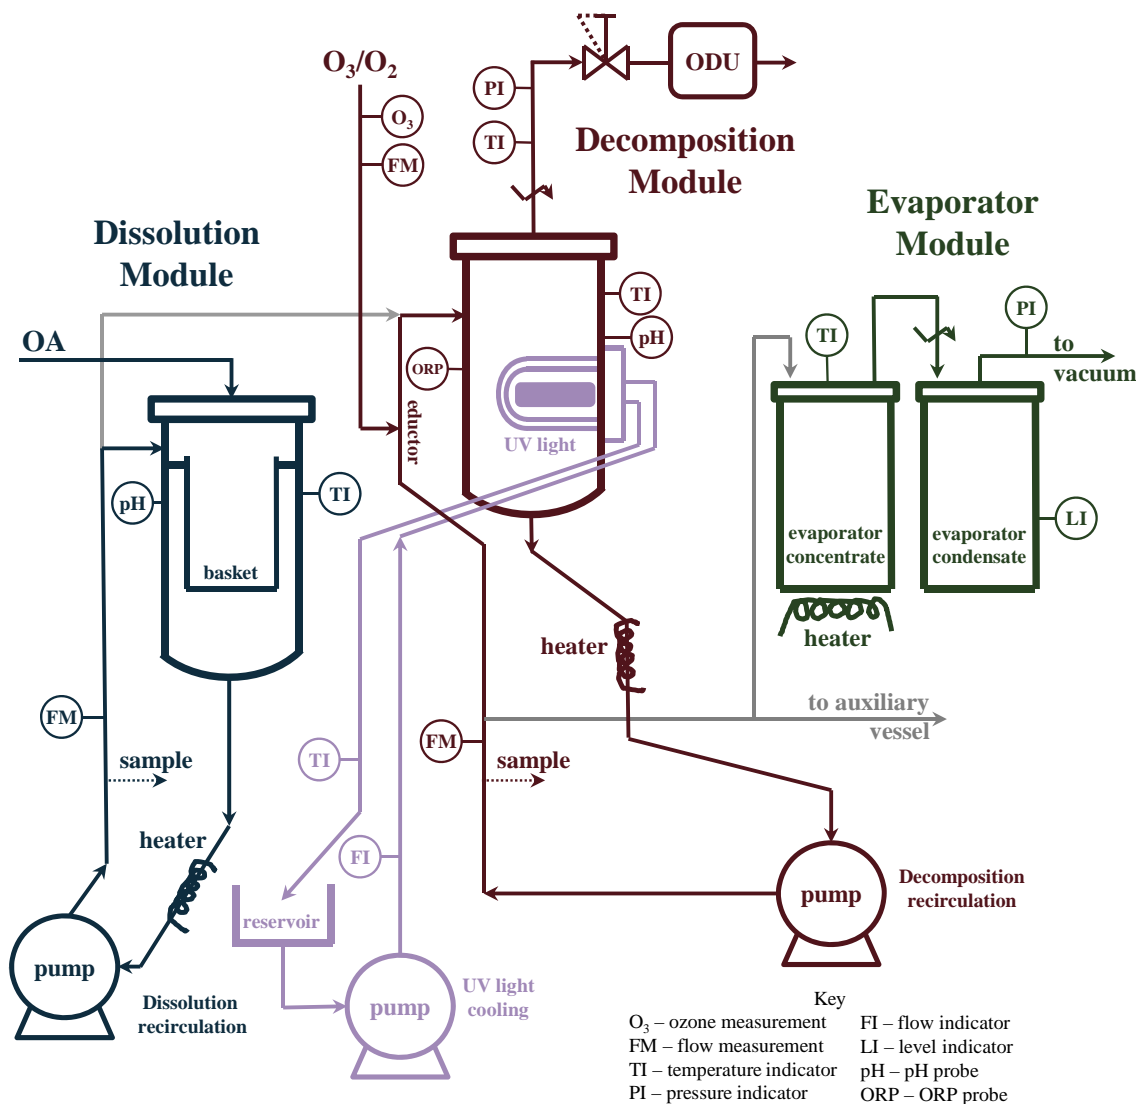 O3/O2
O3
FM
PI
TI
ODU
Decomposition
Module
Evaporator
Module
Dissolution
Module
OA
TI
pH
ORP
eductor
UV light
PI
TI
to
vacuum
pH
TI
basket
evaporator
concentrate
evaporator
condensate
LI
heater
heater
FM
sample
TI
FM
sample
to auxiliary
vessel
heater
FI
reservoir
pump
Decomposition
recirculation
pump
Dissolution
recirculation
pump
UV light
cooling
Key
O3 – ozone measurement
FM – flow measurement
TI – temperature indicator
PI – pressure indicator
FI – flow indicator
LI – level indicator
pH – pH probe
ORP – ORP probe